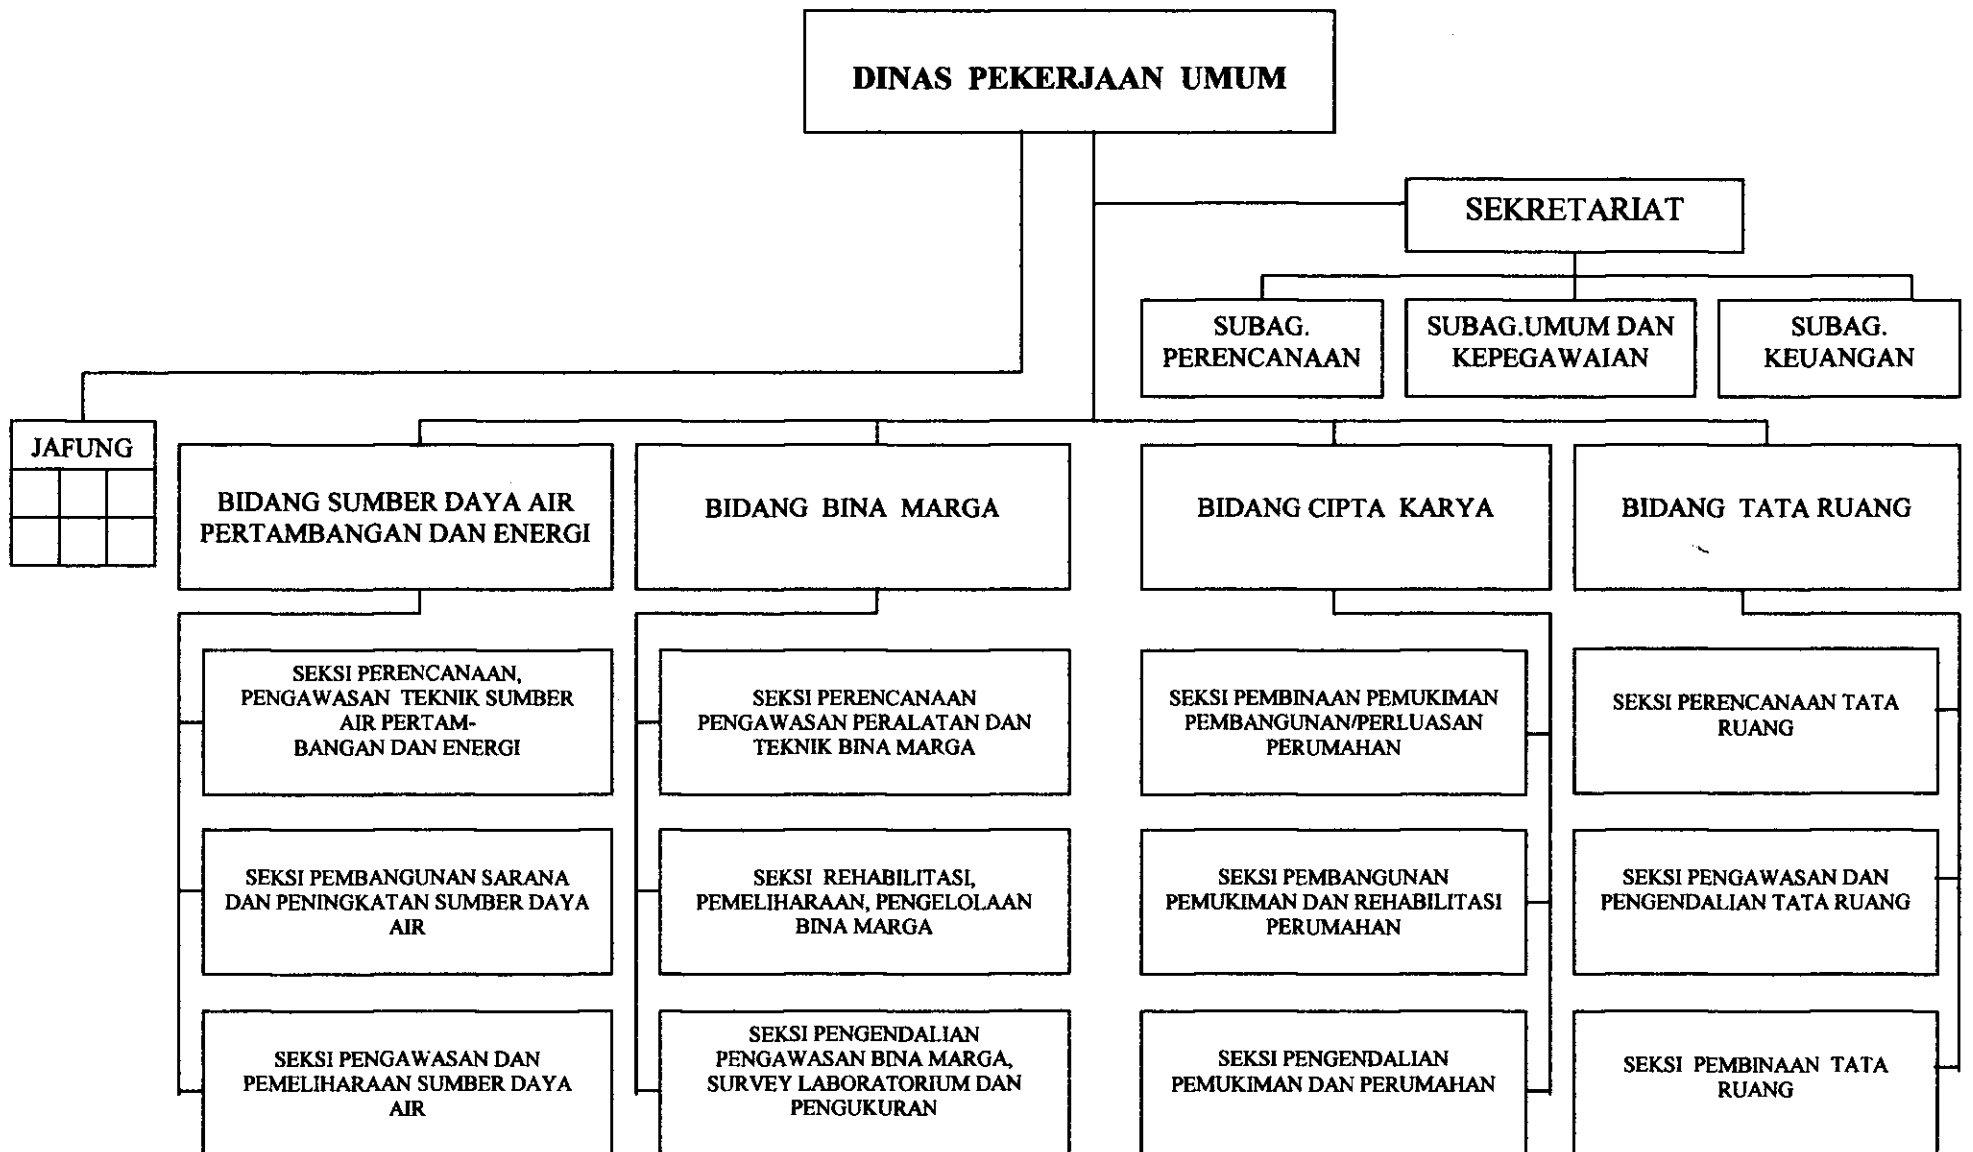 DINAS PEKERJAAN UMUM
SEKRETARIAT
SUBAG.
PERENCANAAN
SUBAG.UMUM DAN
KEPEGAWAIAN
SUBAG.
KEUANGAN
JAFUNG
BIDANG SUMBER DAYA AIR
PERTAMBANGAN DAN ENERGI
BIDANG BINA MARGA
BIDANG CIPTA KARYA
BIDANG TATA RUANG
SEKSI PERENCANAAN,
PENGAWASAN TEKNIK SUMBER
AIR PERTAM-
BANGAN DAN ENERGI
SEKSI PERENCANAAN
PENGAWASAN PERALATAN DAN
TEKNIK BINA MARGA
SEKSI PEMBINAAN PEMUKIMAN
PEMBANGUNAN/PERLUASAN
PERUMAHAN
SEKSI PERENCANAAN TATA
RUANG
SEKSI PEMBANGUNAN SARANA
DAN PENINGKATAN SUMBER DAYA
AIR
SEKSI REHABILITASI,
PEMELIHARAAN, PENGELOLAAN
BINA MARGA
SEKSI PEMBANGUNAN
PEMUKIMAN DAN REHABILITASI
PERUMAHAN
SEKSI PENGAWASAN DAN
PENGENDALIAN TATA RUANG
SEKSI PENGAWASAN DAN
PEMELIHARAAN SUMBER DAYA
AIR
SEKSI PENGENDALIAN
PENGAWASAN BINA MARGA,
SURVEY LABORATORIUM DAN
PENGUKURAN
SEKSI PENGENDALIAN
PEMUKIMAN DAN PERUMAHAN
SEKSI PEMBINAAN TATA
RUANG